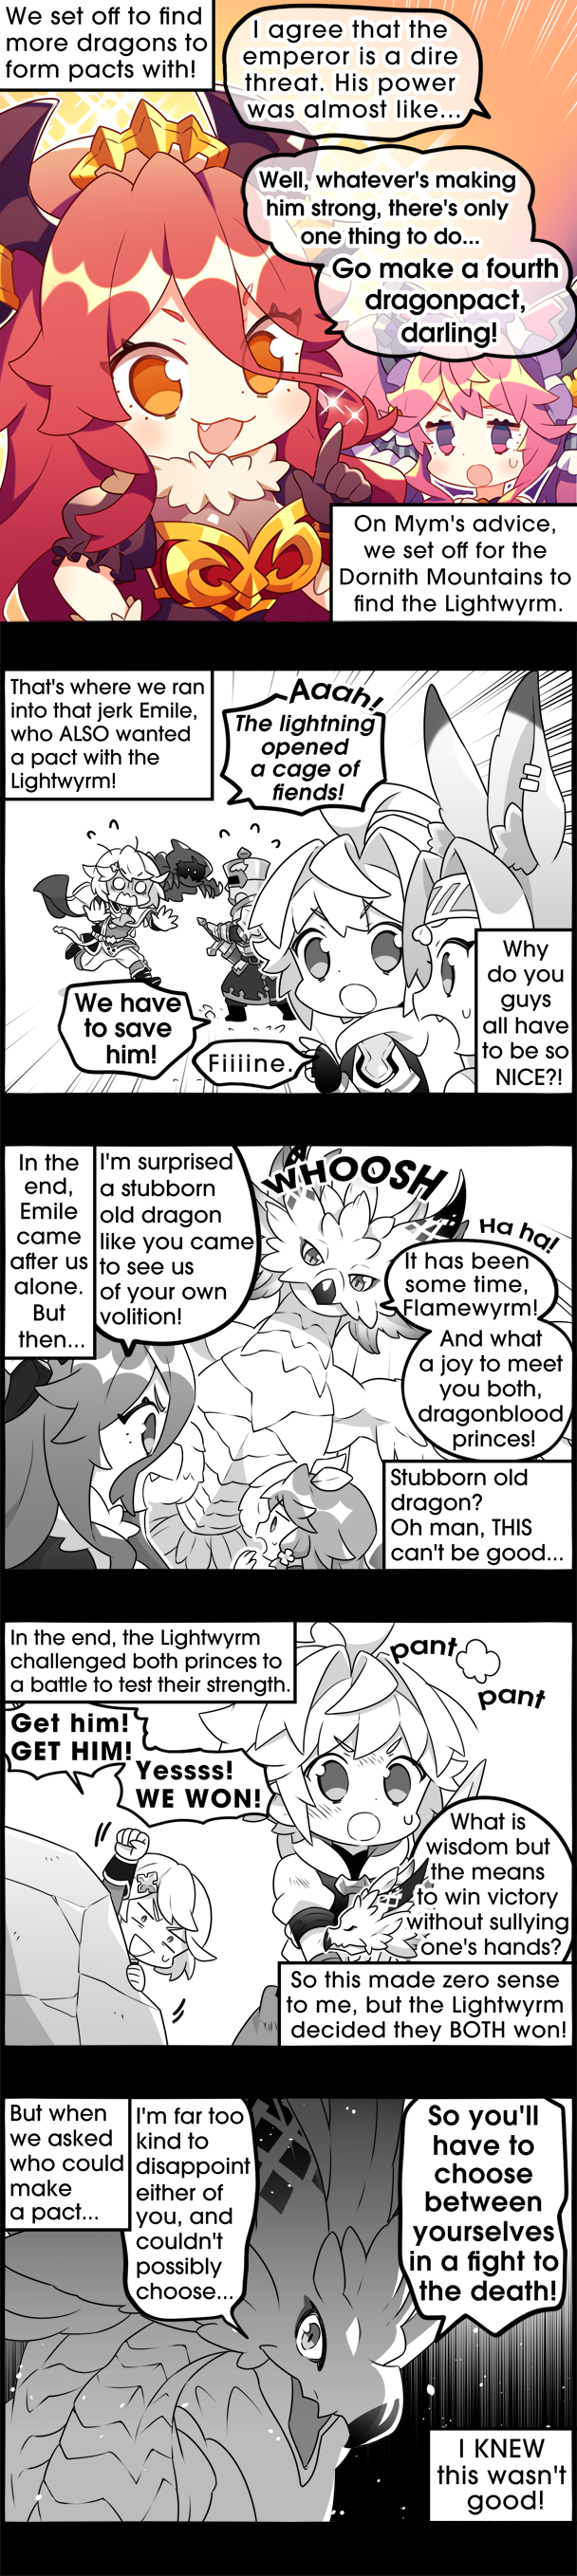 We set off to find
more dragons to
form pacts with!
I agree that the
emperor is a dire
threat. His power
was almost like...
Well, whatever's making
him strong, there's only
one thing to do...
Go make a fourth
dragonpact,
darling!
On Mym's advice,
we set off for the
Dornith Mountains to
find the Lightwyrm.
That's where we ran
into that jerk Emile,
who ALSO wanted
a pact with the
Lightwyrm!
Aaah!
The lightning
opened
a cage of
fiends!
We have
to save
him!
Fiiiine.
Why
do you
guys
all have
to be so
NICE?!
In the
end,
Emile
came
after us
alone.
But
then...
I'm surprised
a stubborn
old dragon
like you came
to see us
of your own
volition!
WHOOSH
Ha ha!
It has been
some time,
Flamewyrm!
And what
a joy to meet
you both,
dragonblood
princes!
Stubborn old
dragon?
Oh man, THIS
can't be good...
In the end, the Lightwyrm
challenged both princes to
a battle to test their strength.
pant
pant
Get him!
GET HIM!
Yessss!
WE WON!
What is
wisdom but
the means
to win victory
without sullying
one's hands?
So this made zero sense
to me, but the Lightwyrm
decided they BOTH won!
But when
we asked
who could
make
a pact...
I'm far too
kind to
disappoint
either of
you, and
couldn't
possibly
choose...
So you'll
have to
choose
between
yourselves
in a fight to
the death!
I KNEW
this wasn't
good!